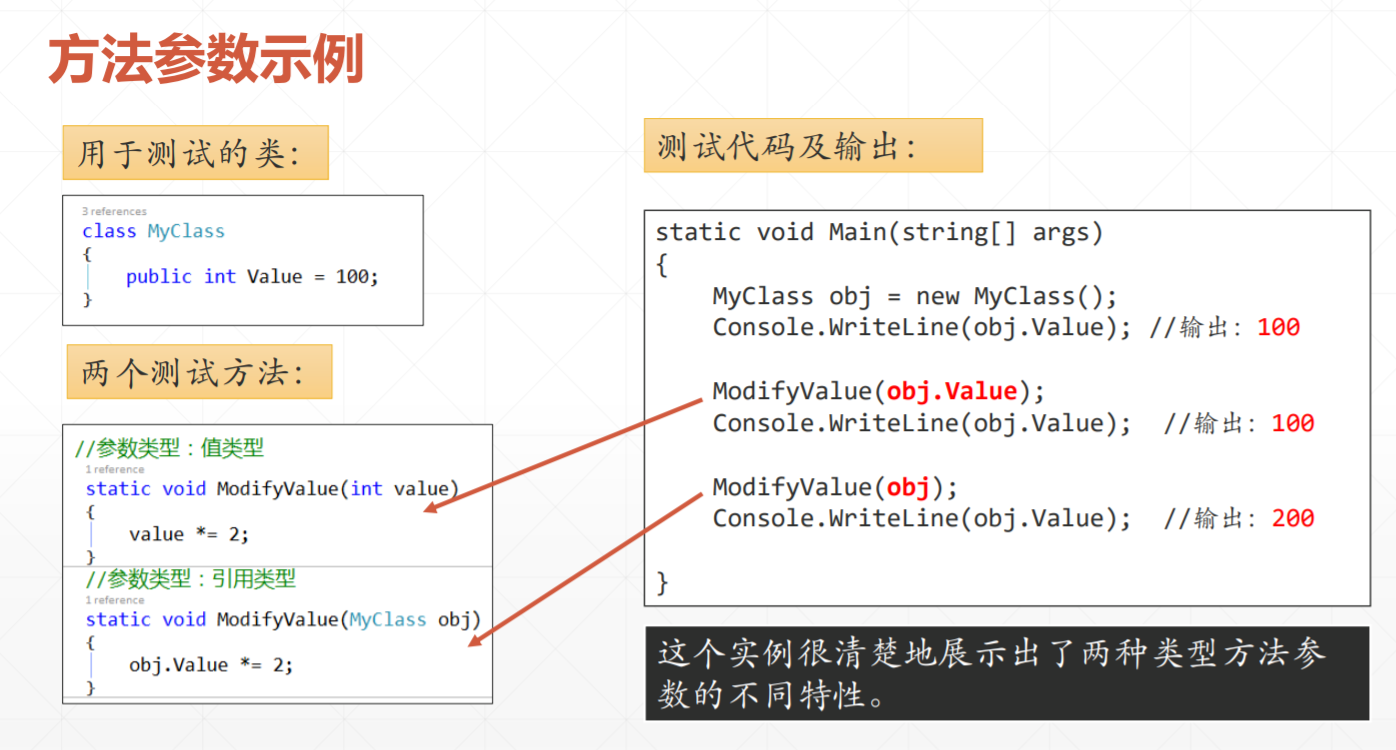 方法参数示例
用于测试的类：
3 references
class MyClass
{
public int Value = 100;
}
两个测试方法：
//参数类型：值类型
1 reference
static void ModifyValue(int value)
{
value *= 2;
}
//参数类型：引用类型
1 reference
static void ModifyValue(MyClass obj)
{
obj.Value *= 2;
}
测试代码及输出：
static void Main(string[] args)
{
MyClass obj = new MyClass();
Console.WriteLine(obj.Value); //输出：100
ModifyValue(obj.Value);
Console.WriteLine(obj.Value); //输出：100
ModifyValue(obj);
Console.WriteLine(obj.Value); //输出：200
}
这个实例很清楚地展示出了两种类型方法参
数的不同特性。